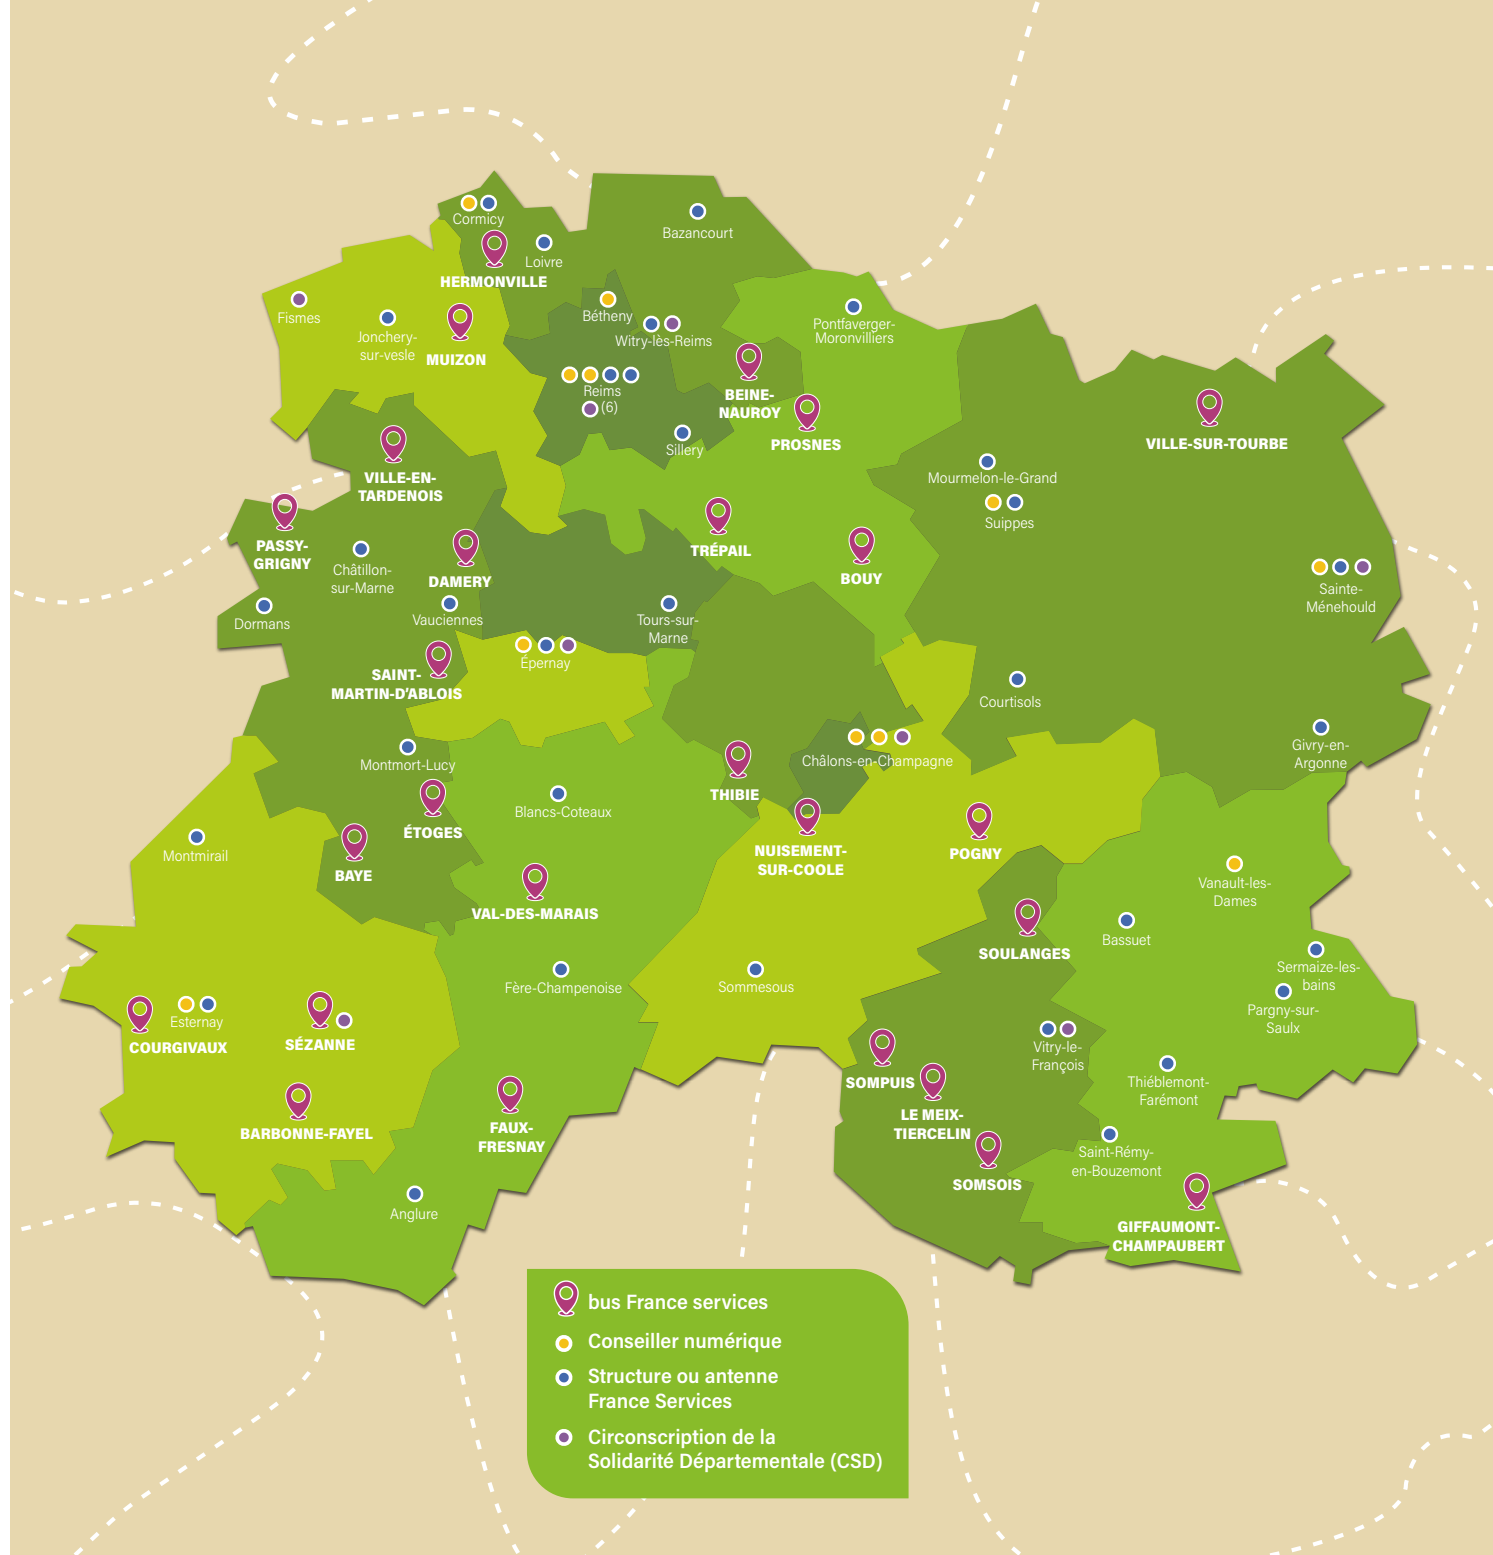 Cormicy
Bazancourt
Loivre
HERMONVILLE
Fismes
Bétheny
Jonchery-
sur-vesle
MUIZON
Witry-lès-Reims
Pontfaverger-
Moronvilliers
Reims
(6)
BEINE-
NAUROY
PROSNES
Sillery
VILLE-SUR-TOURBE
VILLE-EN-
TARDENOIS
Mourmelon-le-Grand
Suippes
PASSY-
GRIGNY
TRÉPAIL
Châtillon-
sur-Marne
DAMERY
BOUY
Sainte-
Ménehould
Dormans
Vauciennes
Tours-sur-
Marne
Épernay
SAINT-
MARTIN-D'ABLOIS
Courtisols
Montmort-Lucy
Châlons-en-Champagne
Givry-en-
Argonne
THIBIE
Blancs-Coteaux
ÉTOGES
Montmirail
BAYE
NUISEMENT-
SUR-COOLE
POGNY
Vanault-les-
Dames
VAL-DES-MARAIS
Bassuet
SOULANGES
Sermaize-les-
bains
Fère-Champenoise
Sommesous
Pargny-sur-
Saulx
Esternay
COURGIVAUX
SÉZANNE
Vitry-le-
François
SOMPUIS
Thiéblemont-
Farémont
LE MEIX-
TIERCELIN
BARBONNE-FAYEL
FAUX-
FRESNAY
Saint-Rémy-
en-Bouzemont
SOMSOIS
Anglure
GIFFAUMONT-
CHAMPAUBERT
bus France services
Conseiller numérique
Structure ou antenne
France Services
Circonscription de la
Solidarité Départementale (CSD)